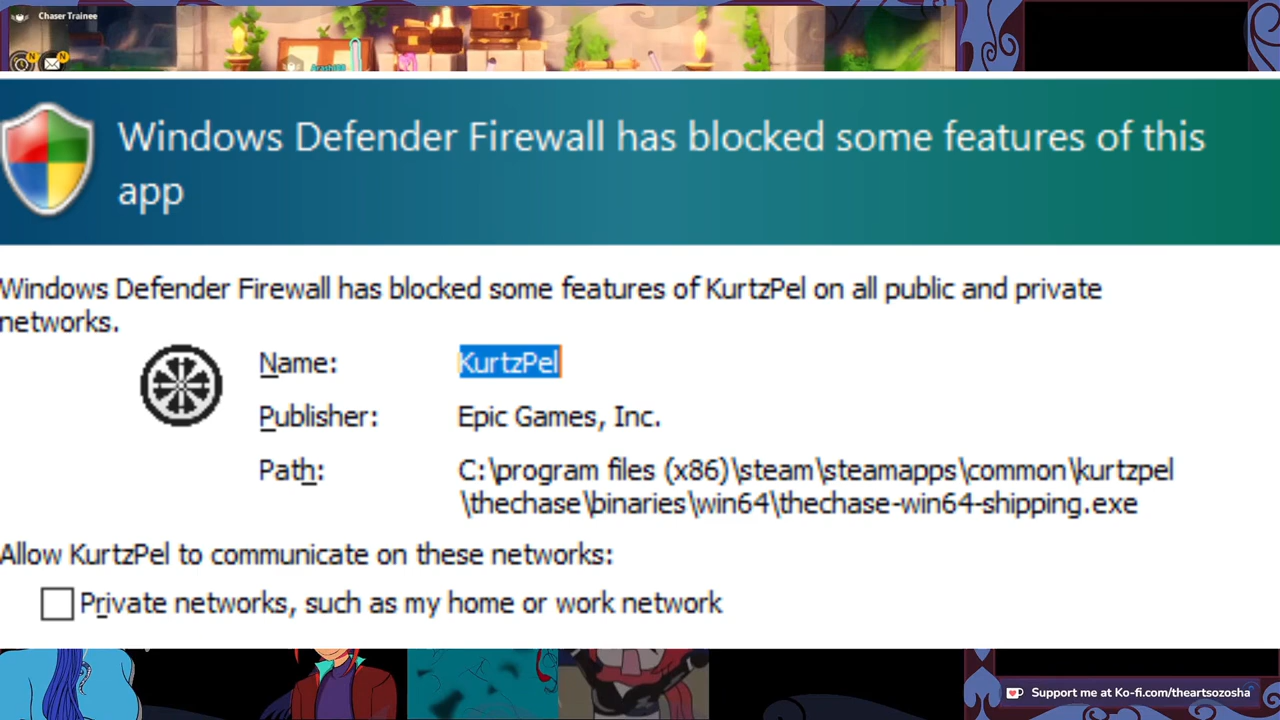 Chaser Trainee
N
N
Windows Defender Firewall has blocked some features of this
app
Windows Defender Firewall has blocked some features of KurtzPel on all public and private
networks.
Name: KurtzPel
Publisher: Epic Games, Inc.
Path: C:\program files (x86)\steam\steamapps\common\kurtzpel
\thechase\binaries\win64\thechase-win64-shipping.exe
Allow KurtzPel to communicate on these networks:
Private networks, such as my home or work network
Support me at Ko-fi.com/theartsozosha